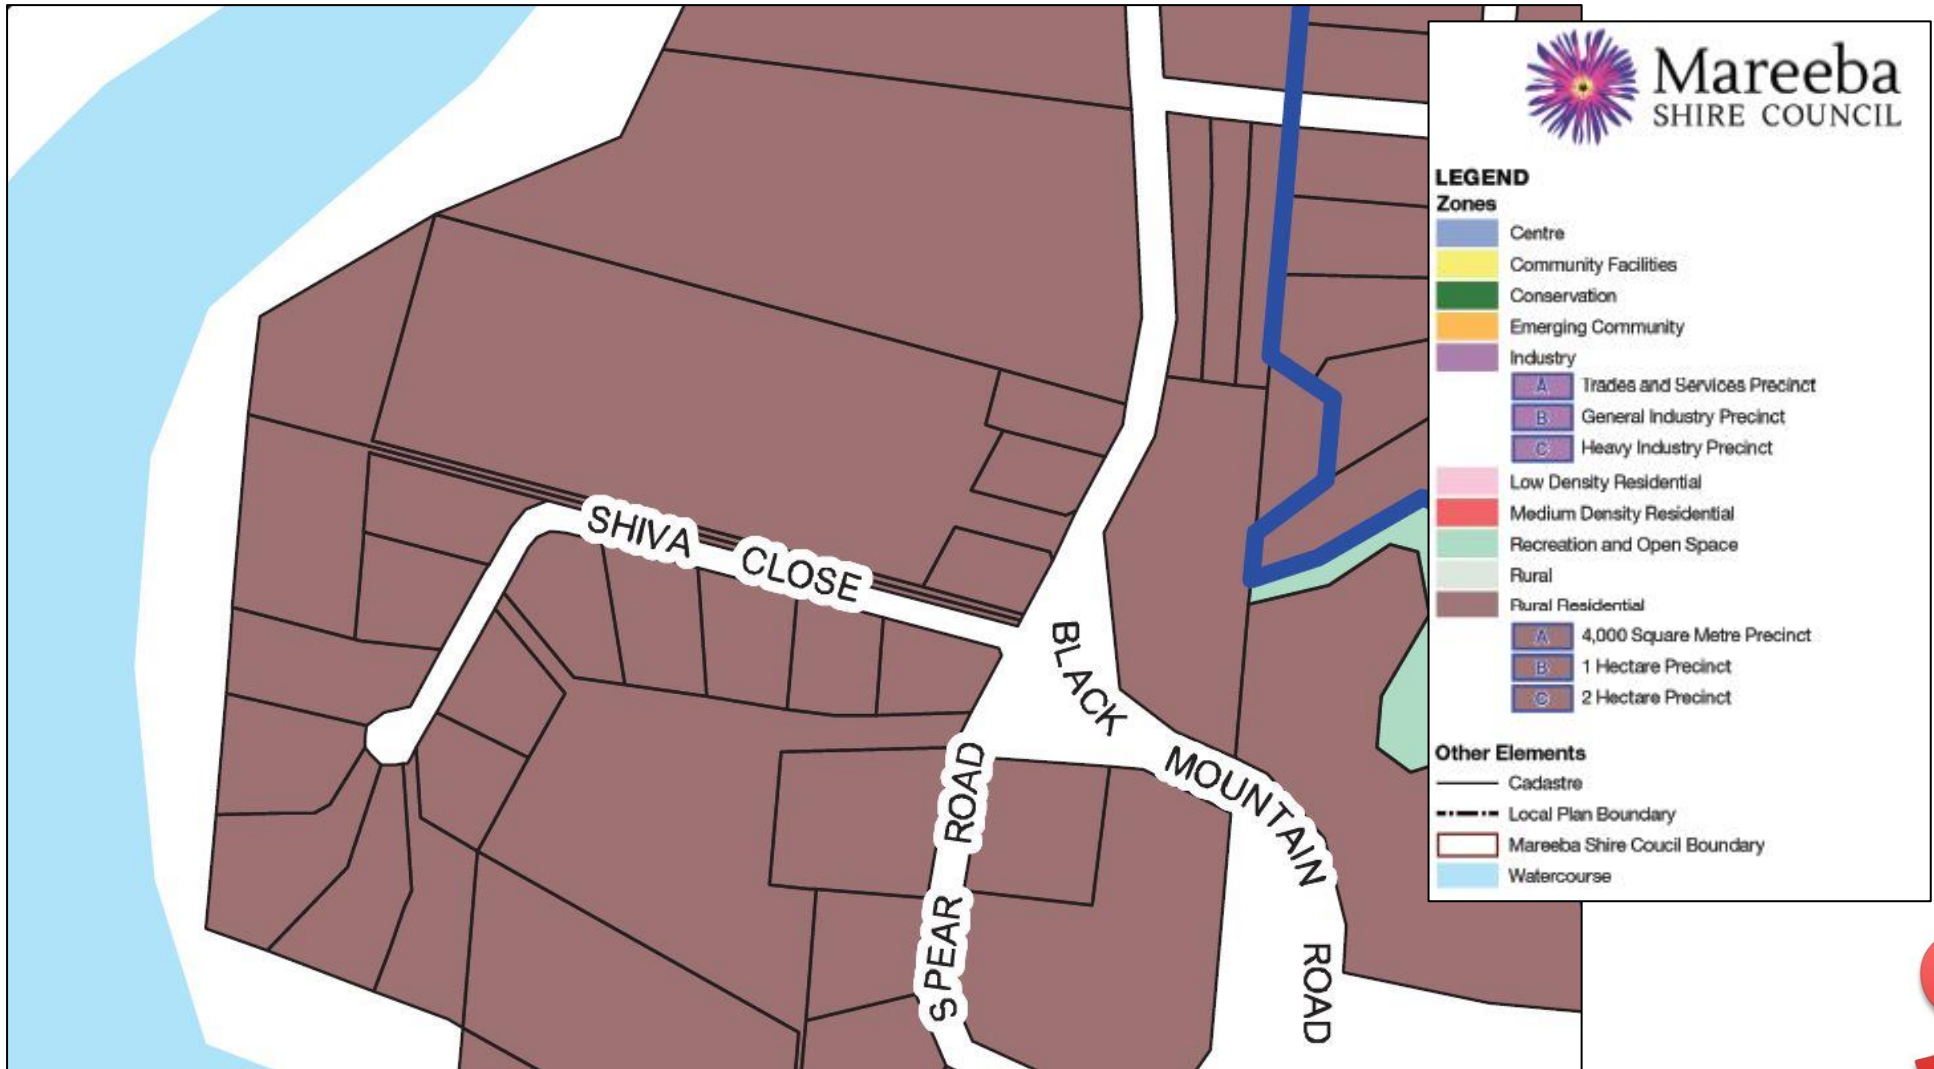 Mareeba
SHIRE COUNCIL
LEGEND
Zones
Centre
Community Facilities
Conservation
Emerging Community
Industry
A Trades and Services Precinct
B General Industry Precinct
C Heavy Industry Precinct
Low Density Residential
Medium Density Residential
Recreation and Open Space
Rural
Rural Residential
A 4,000 Square Metre Precinct
B 1 Hectare Precinct
C 2 Hectare Precinct
Other Elements
Cadastre
Local Plan Boundary
Mareeba Shire Coucil Boundary
Watercourse
SHIVA CLOSE
BLACK MOUNTAIN ROAD
SPEAR ROAD